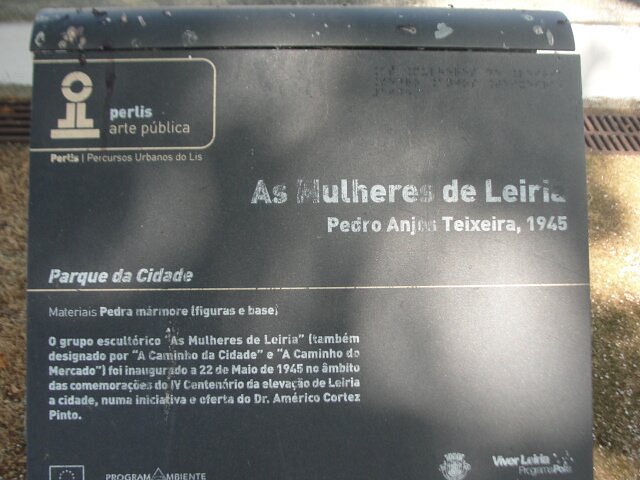 perlis
arte pública
Perlis | Percursos Urbanos do Lis
As Mulheres de Leiria
Pedro Anjos Teixeira, 1945
Parque da Cidade
Materiais Pedra mármore (figuras e base)
O grupo escultórico "As Mulheres de Leiria" (também
designado por "A Caminho da Cidade" e "A Caminho do
Mercado") foi inaugurado a 22 de Maio de 1945 no âmbito
das comemorações do IV Centenário da elevação de Leiria
a cidade, numa iniciativa e oferta do Dr. Américo Cortez
Pinto.
PROGRAMA AMBIENTE
Viver Leiria
ProgramaPolis